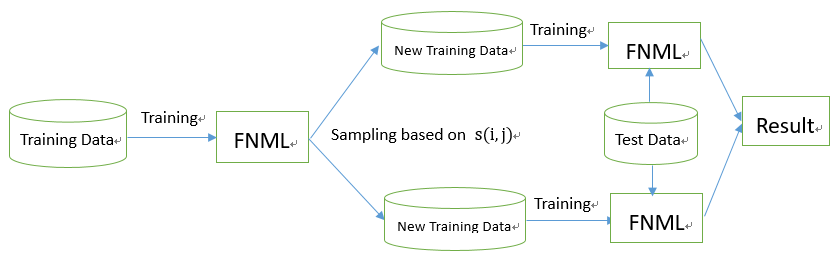 Training Data
Training
FNML
Sampling based on s(i,j)
New Training Data
Training
FNML
Test Data
New Training Data
Training
FNML
Result